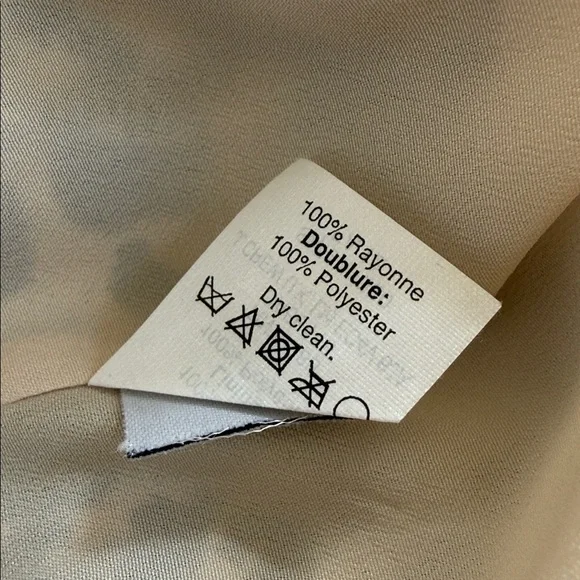 100% Rayonne
Doublure:
100% Polyester
Dry clean.